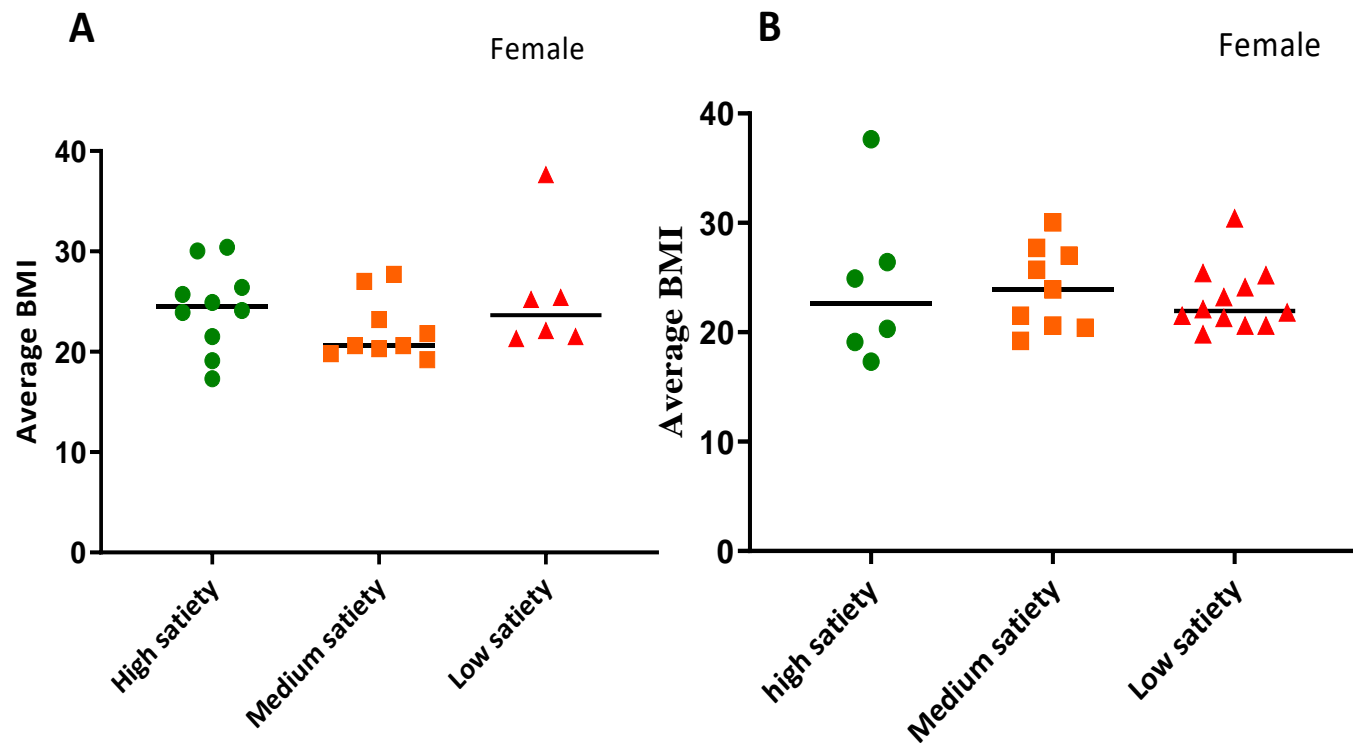 A
Female
Average BMI
40
30
20
10
0
High satiety
Medium satiety
Low satiety
B
Female
Average BMI
40
30
20
10
0
high satiety
Medium satiety
Low satiety